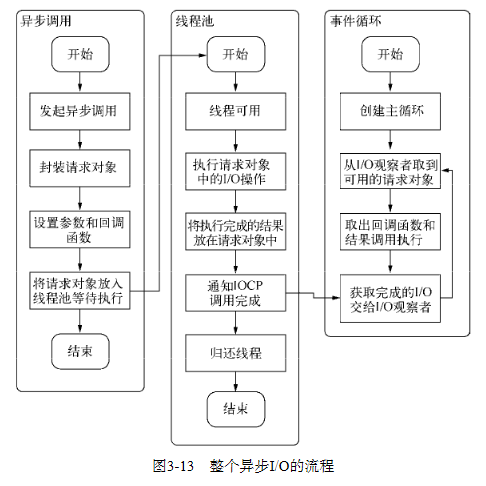 异步调用
开始
发起异步调用
封装请求对象
设置参数和回调
函数
将请求对象放入
线程池等待执行
结束
线程池
开始
线程可用
执行请求对象
中的I/O操作
将执行完成的结果
放在请求对象中
通知IOCP
调用完成
归还线程
结束
事件循环
开始
创建主循环
从I/O观察者取到
可用的请求对象
取出回调函数和
结果调用执行
获取完成的I/O
交给I/O观察者
图3-13 整个异步I/O的流程